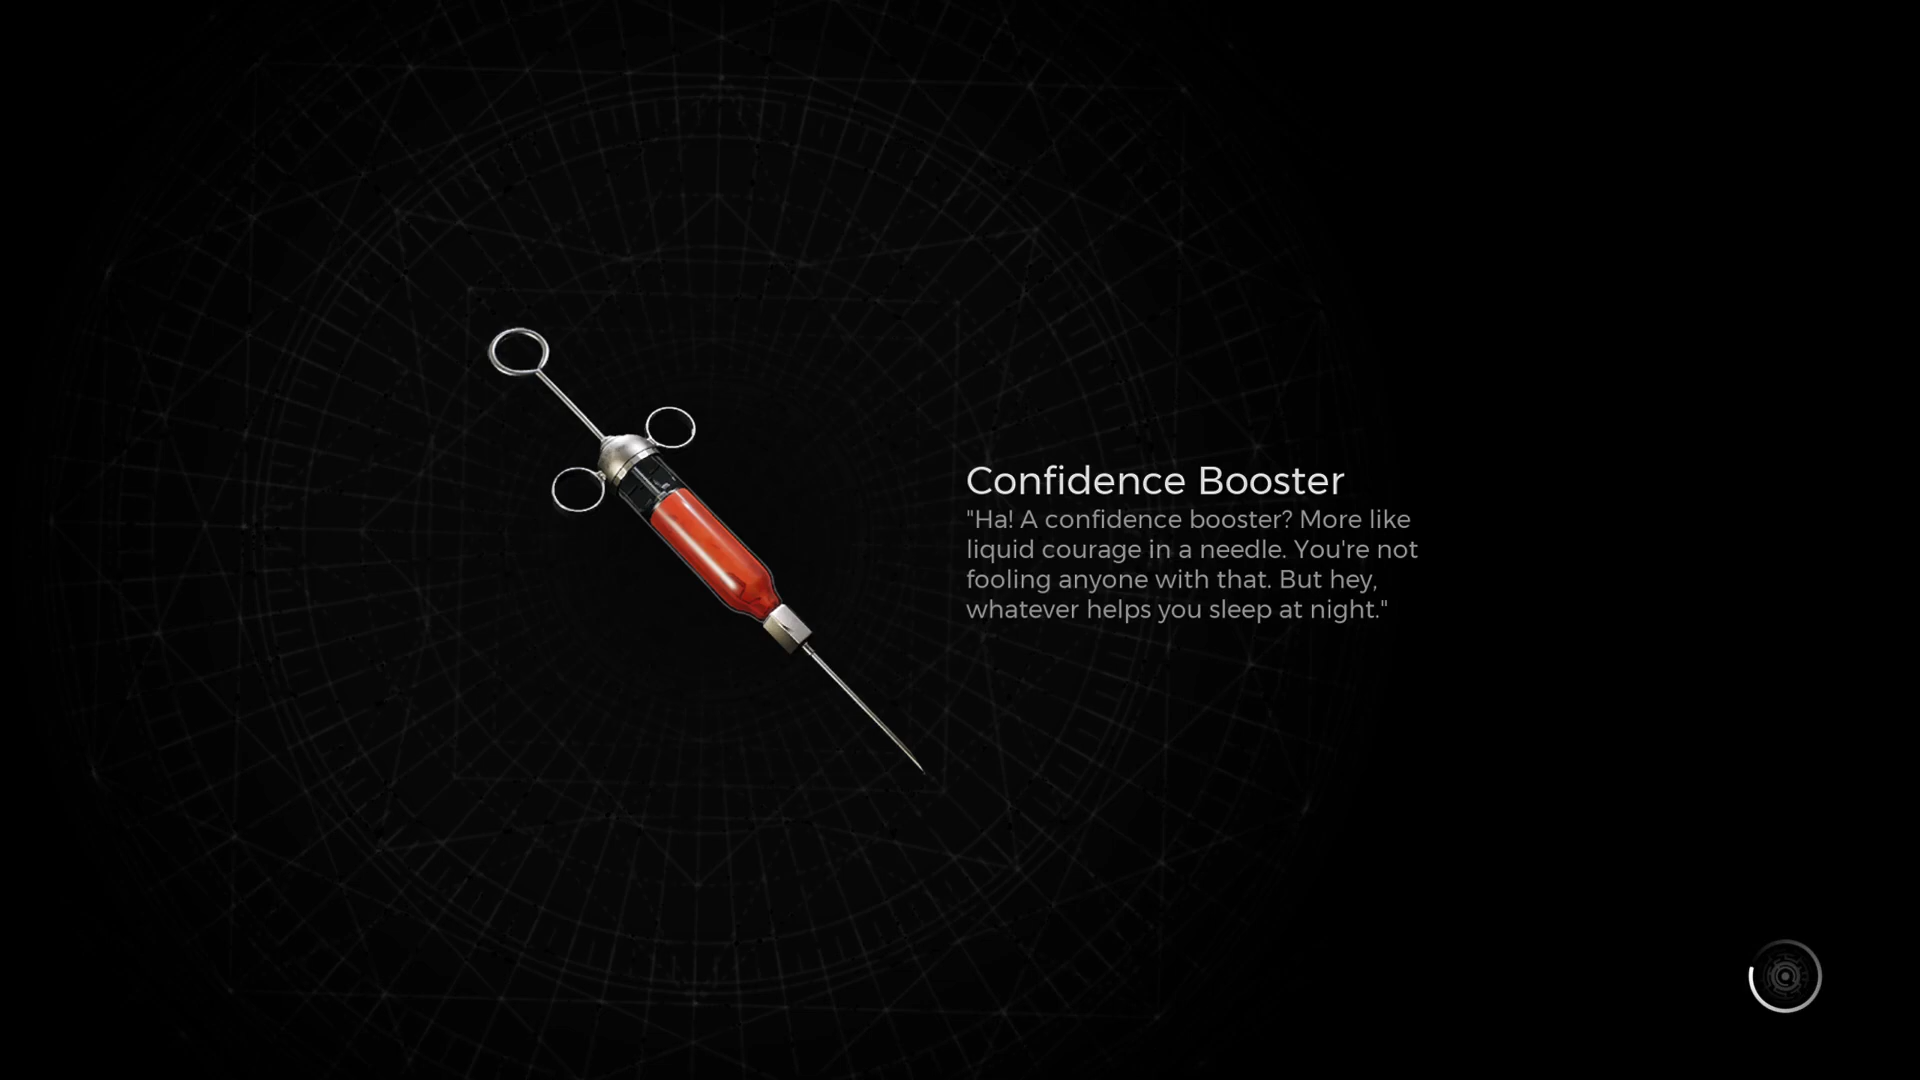 Confidence Booster
"Ha! A confidence booster? More like
liquid courage in a needle. You're not
fooling anyone with that. But hey,
whatever helps you sleep at night."